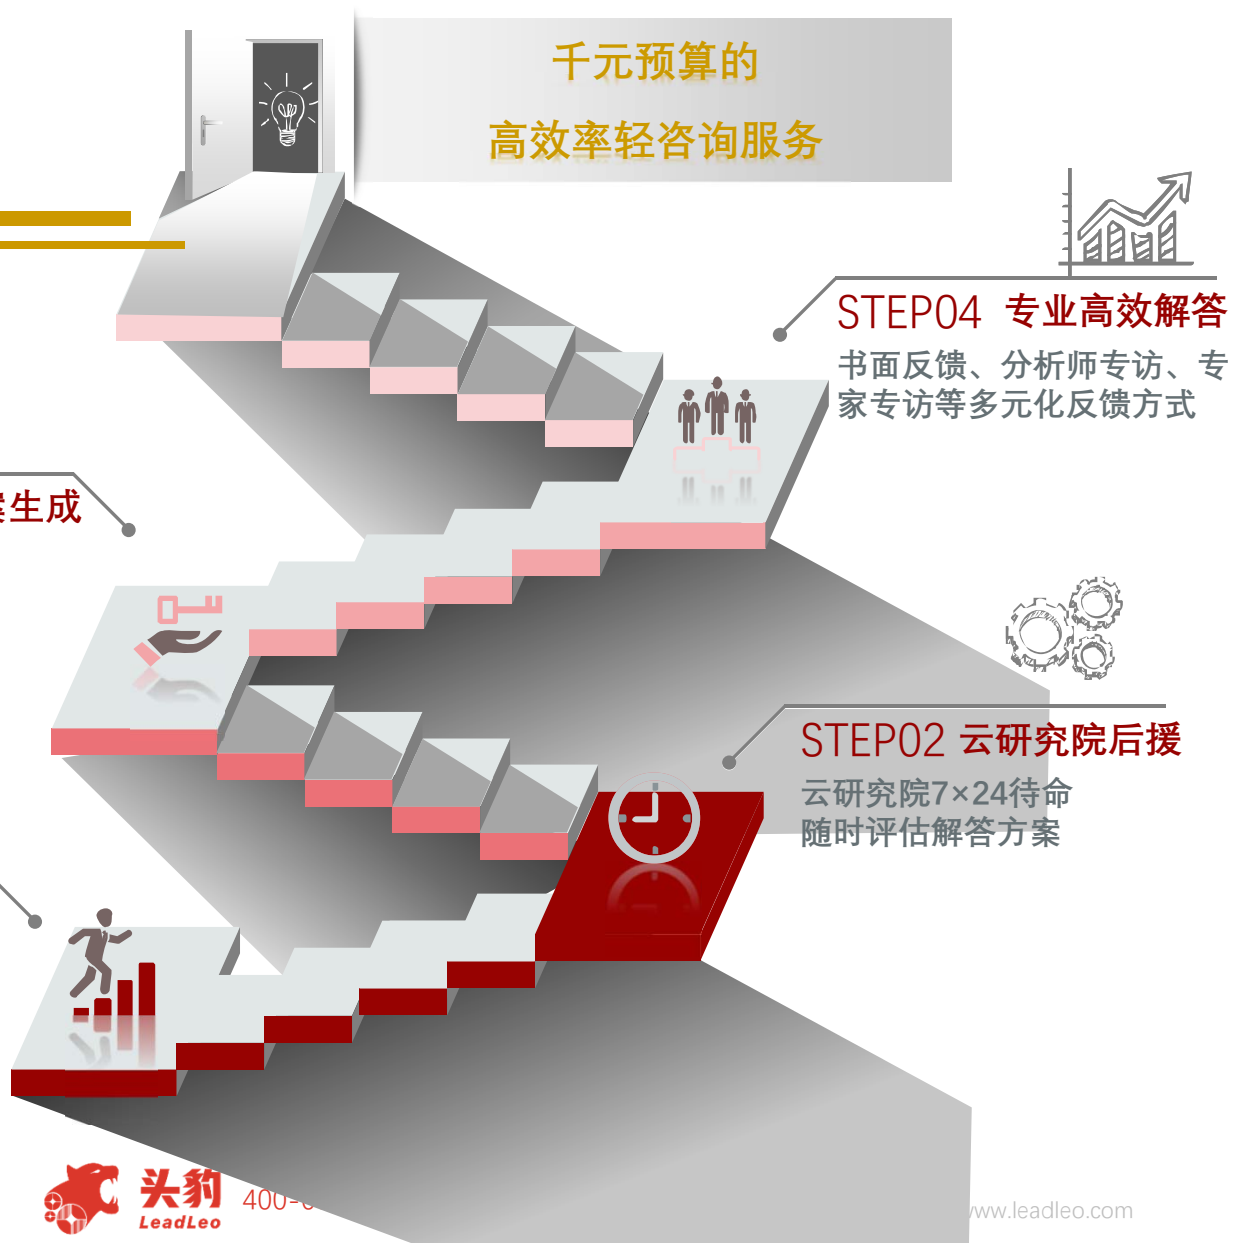 千元预算的
高效率轻咨询服务
STEP04 专业高效解答
书面反馈、分析师专访、专
家专访等多元化反馈方式
生成
STEP02 云研究院后援
云研究院7×24待命
随时评估解答方案
头豹
LeadLeo
400-
www.leadleo.com